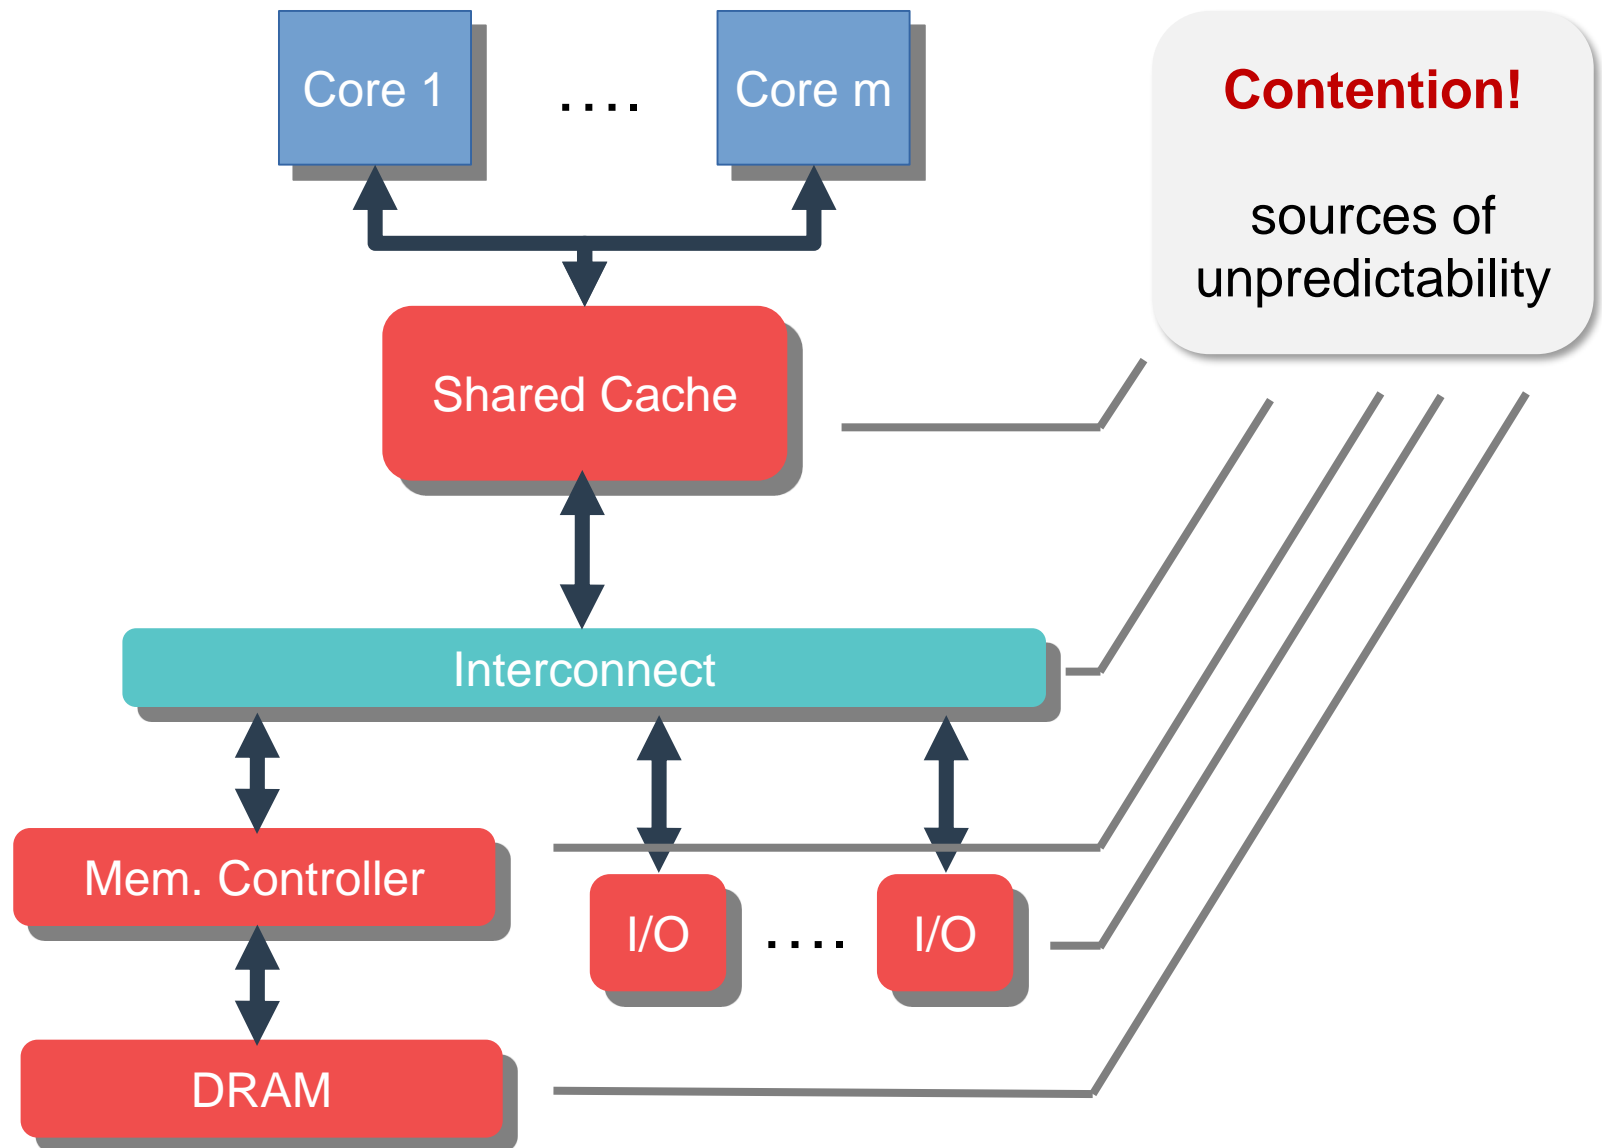 Core 1
....
Core m
Contention!
sources of
unpredictability
Shared Cache
Interconnect
Mem. Controller
I/O
....
I/O
DRAM